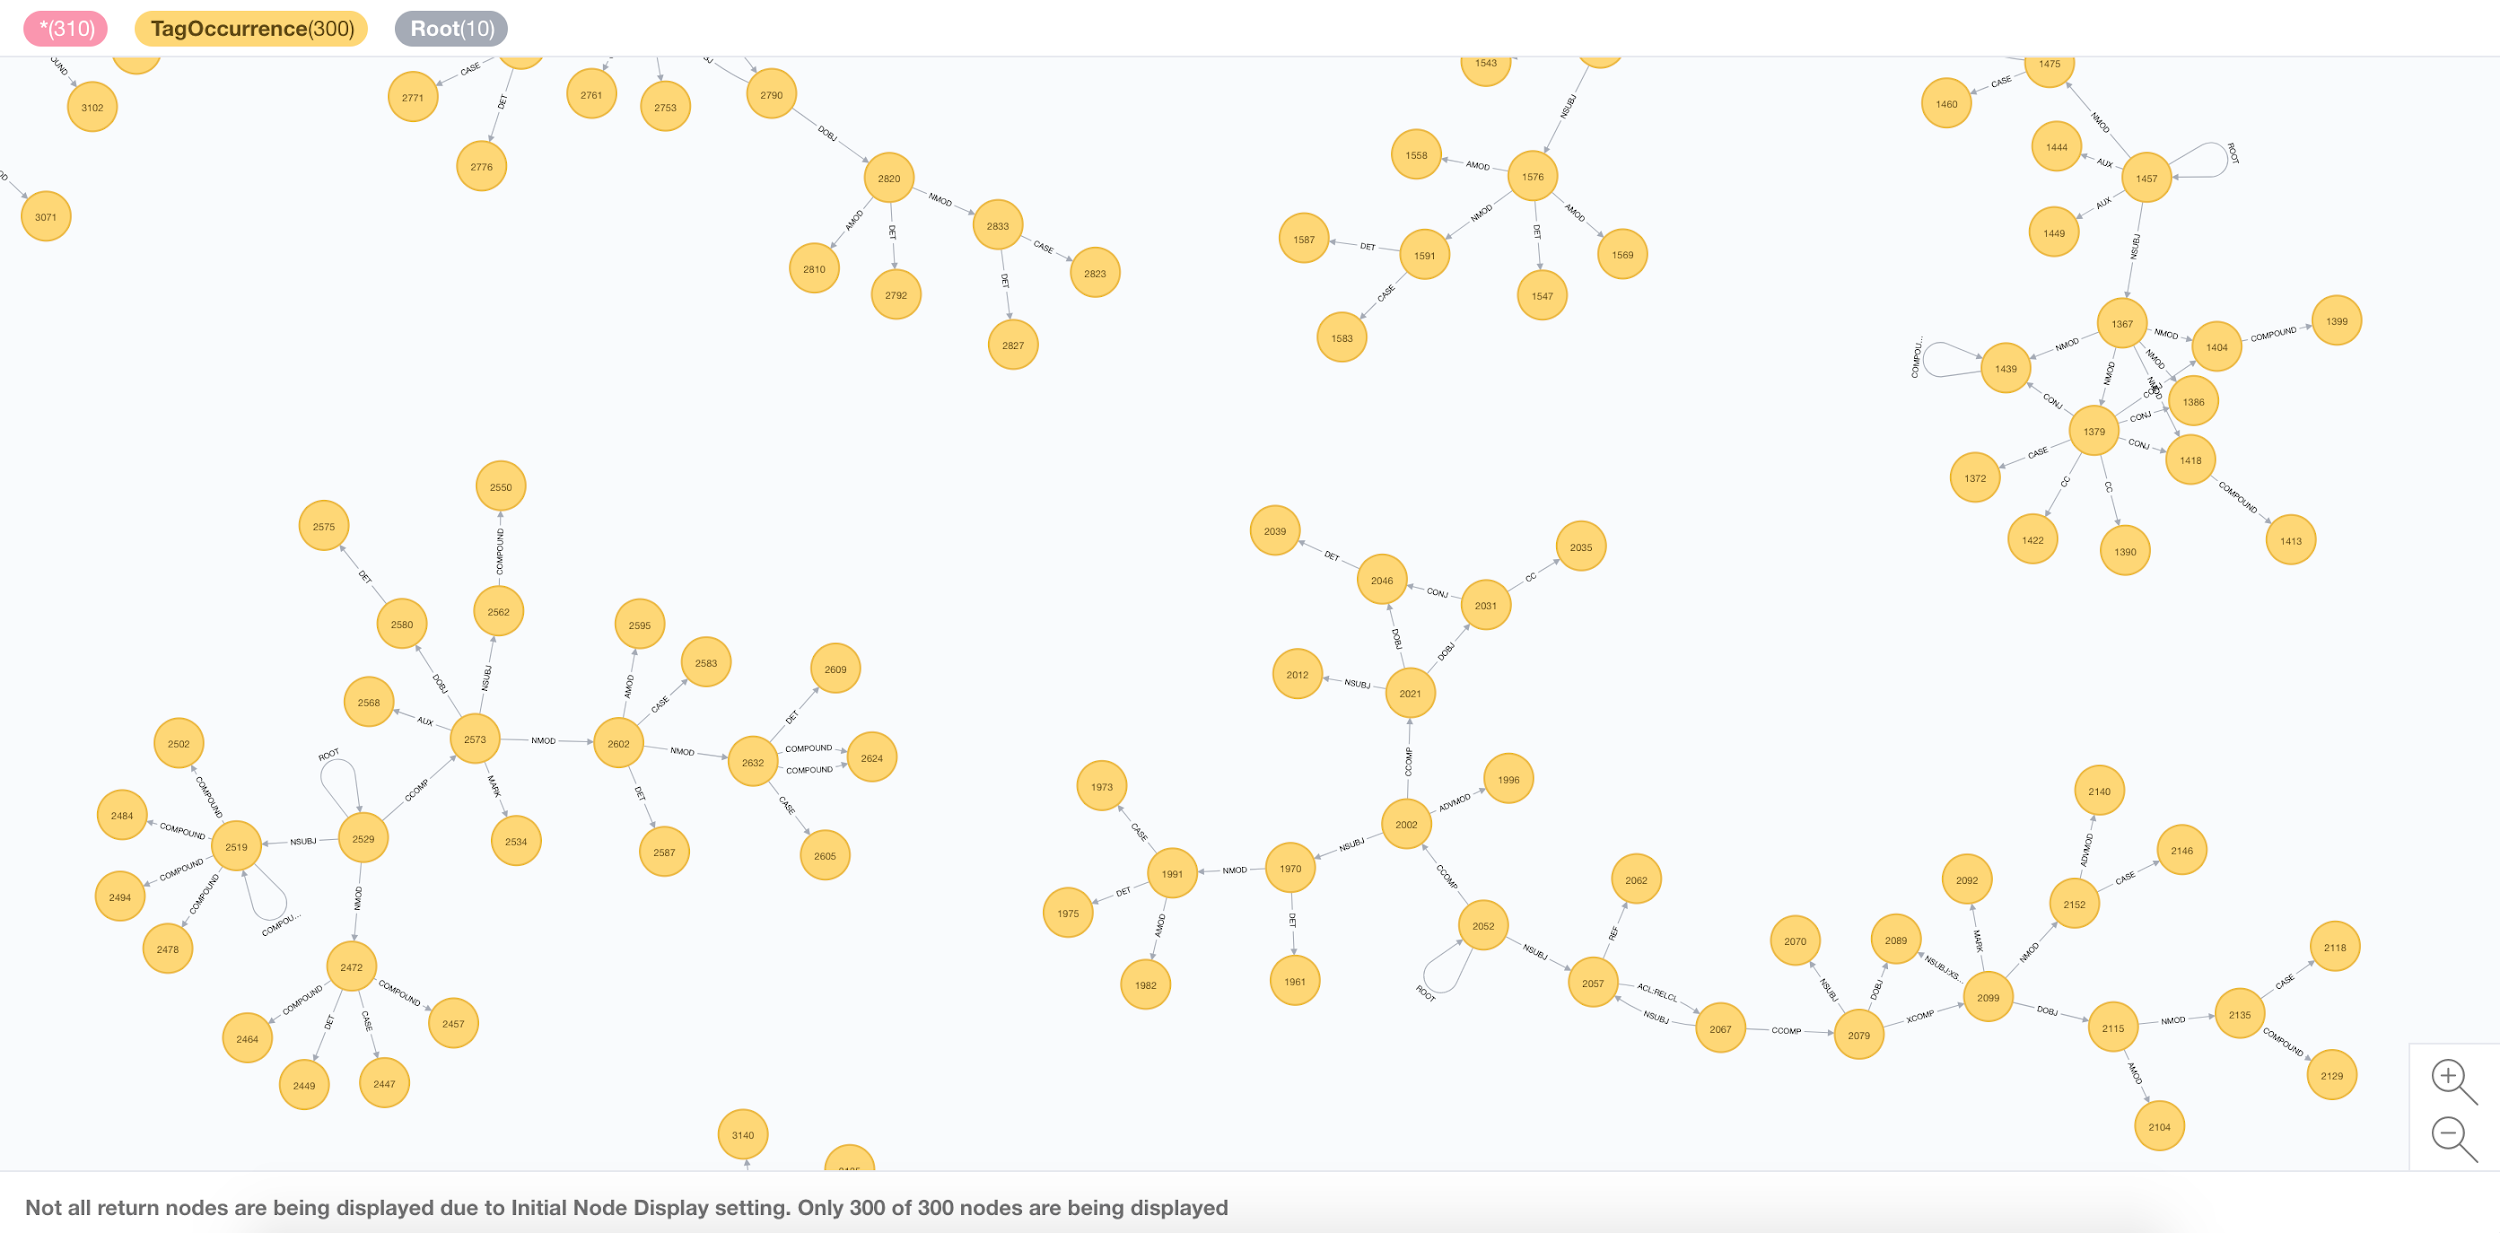 *(310) TagOccurrence(300) Root(10)
3102
3071
CASE
2771
DET
2776
2761
2753
2790
DOBJ
2820
NMOD
AMOD
DET
2833
CASE
2810
2792
DET
2823
2827
1543
NSUBJ
1558
AMOD
1576
NMOD
DET
AMOD
1587
DET
1591
1569
CASE
1547
1583
1475
CASE
1460
NMOD
1444
AUX
1457
ROOT
AUX
1449
NSUBJ
1367
NMOD
1404
COMPOUND
1399
COMPOU...
1439
NMOD
NMOD
NMOD
CONJ
1386
CONJ
1379
CONJ
1418
CASE
1372
CC
CC
COMPOUND
1422
1390
1413
2550
2575
COMPOUND
DET
2580
2562
DOBJ
NSUBJ
2595
2583
2609
2568
AUX
AMOD
CASE
DET
2573
NMOD
2602
NMOD
2632
COMPOUND
COMPOUND
2624
2502
ROOT
COMPOUND
CCOMP
MARK
DET
CASE
2484
COMPOUND
2519
NSUBJ
2529
2534
2587
2605
COMPOUND
2494
COMPOUND
NMOD
2478
COMPOU...
2472
COMPOUND
COMPOUND
2464
DET
CASE
2457
2449
2447
2039
DET
2046
CONJ
2031
CC
2035
DOBJ
DOBJ
2012
NSUBJ
2021
CCOMP
1973
1996
ADVMOD
2002
CASE
NSUBJ
1991
NMOD
1970
CCOMP
DET
1975
AMOD
DET
1982
1961
2052
ROOT
NSUBJ
2062
REF
2057
ACL:RELCL
NSUBJ
2067
CCOMP
2070
2089
NSUBJ
DOBJ
NSUBJ:XS...
2079
XCOMP
2092
MARK
2099
NMOD
2152
ADVMOD
2140
CASE
2146
DOBJ
2115
NMOD
2135
CASE
2118
COMPOUND
2129
AMOD
2104
3140
Not all return nodes are being displayed due to Initial Node Display setting. Only 300 of 300 nodes are being displayed